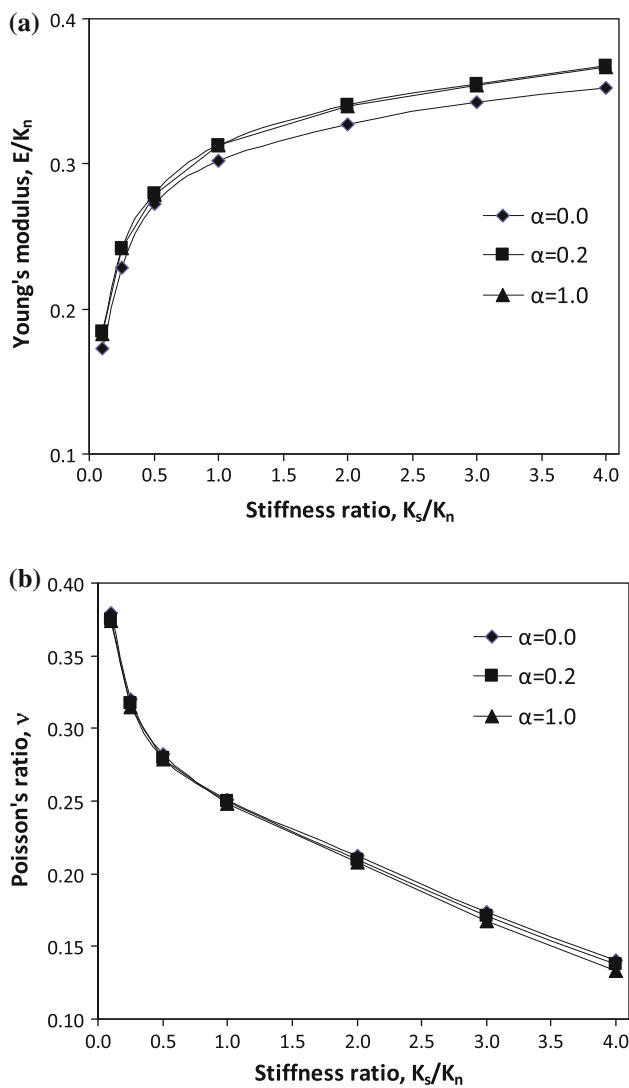 (a)
0.4
0.3
0.2
0.1
Young's modulus, E/Kn
α=0.0
α=0.2
α=1.0
0.0 0.5 1.0 1.5 2.0 2.5 3.0 3.5 4.0
Stiffness ratio, Ks/Kn
(b)
0.40
0.35
0.30
0.25
0.20
0.15
0.10
Poisson's ratio, ν
α=0.0
α=0.2
α=1.0
0.0 0.5 1.0 1.5 2.0 2.5 3.0 3.5 4.0
Stiffness ratio, Ks/Kn